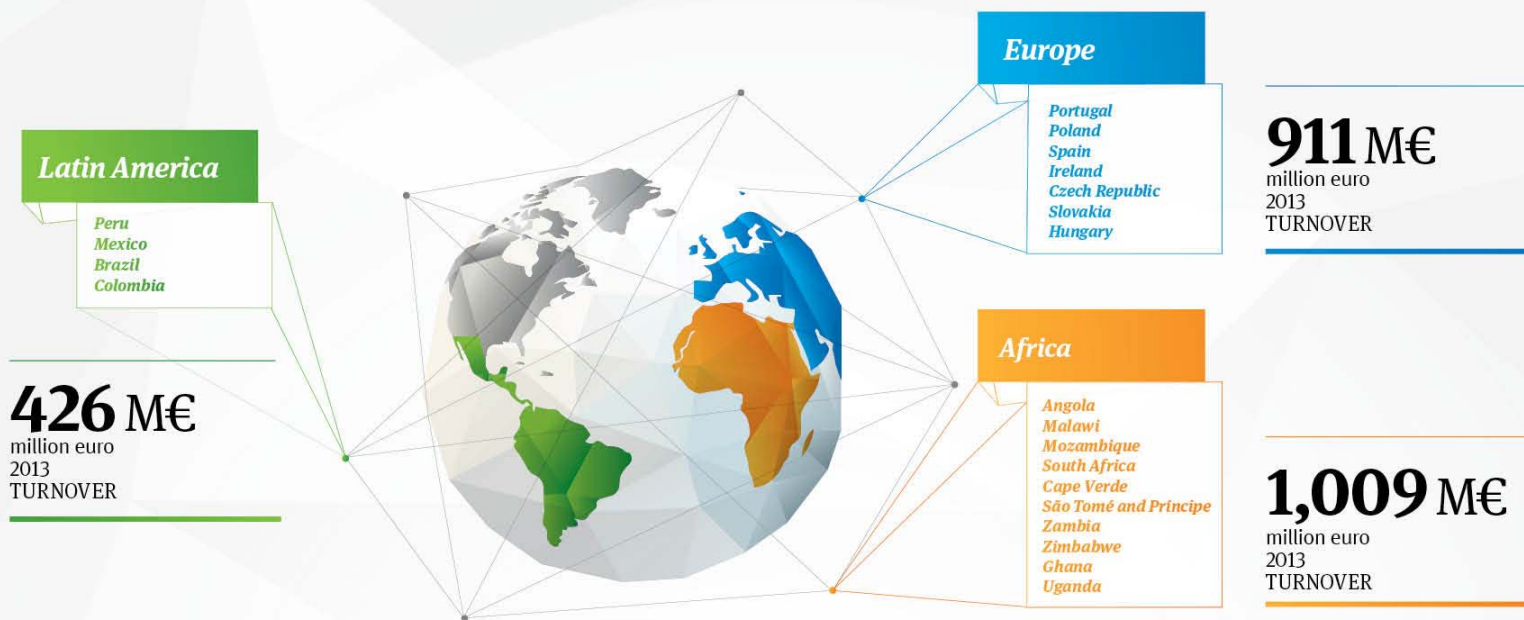 Latin America
Peru
Mexico
Brazil
Colombia
426 M€
million euro
2013
TURNOVER
Europe
Portugal
Poland
Spain
Ireland
Czech Republic
Slovakia
Hungary
911 M€
million euro
2013
TURNOVER
Africa
Angola
Malawi
Mozambique
South Africa
Cape Verde
São Tomé and Príncipe
Zambia
Zimbabwe
Ghana
Uganda
1,009 M€
million euro
2013
TURNOVER